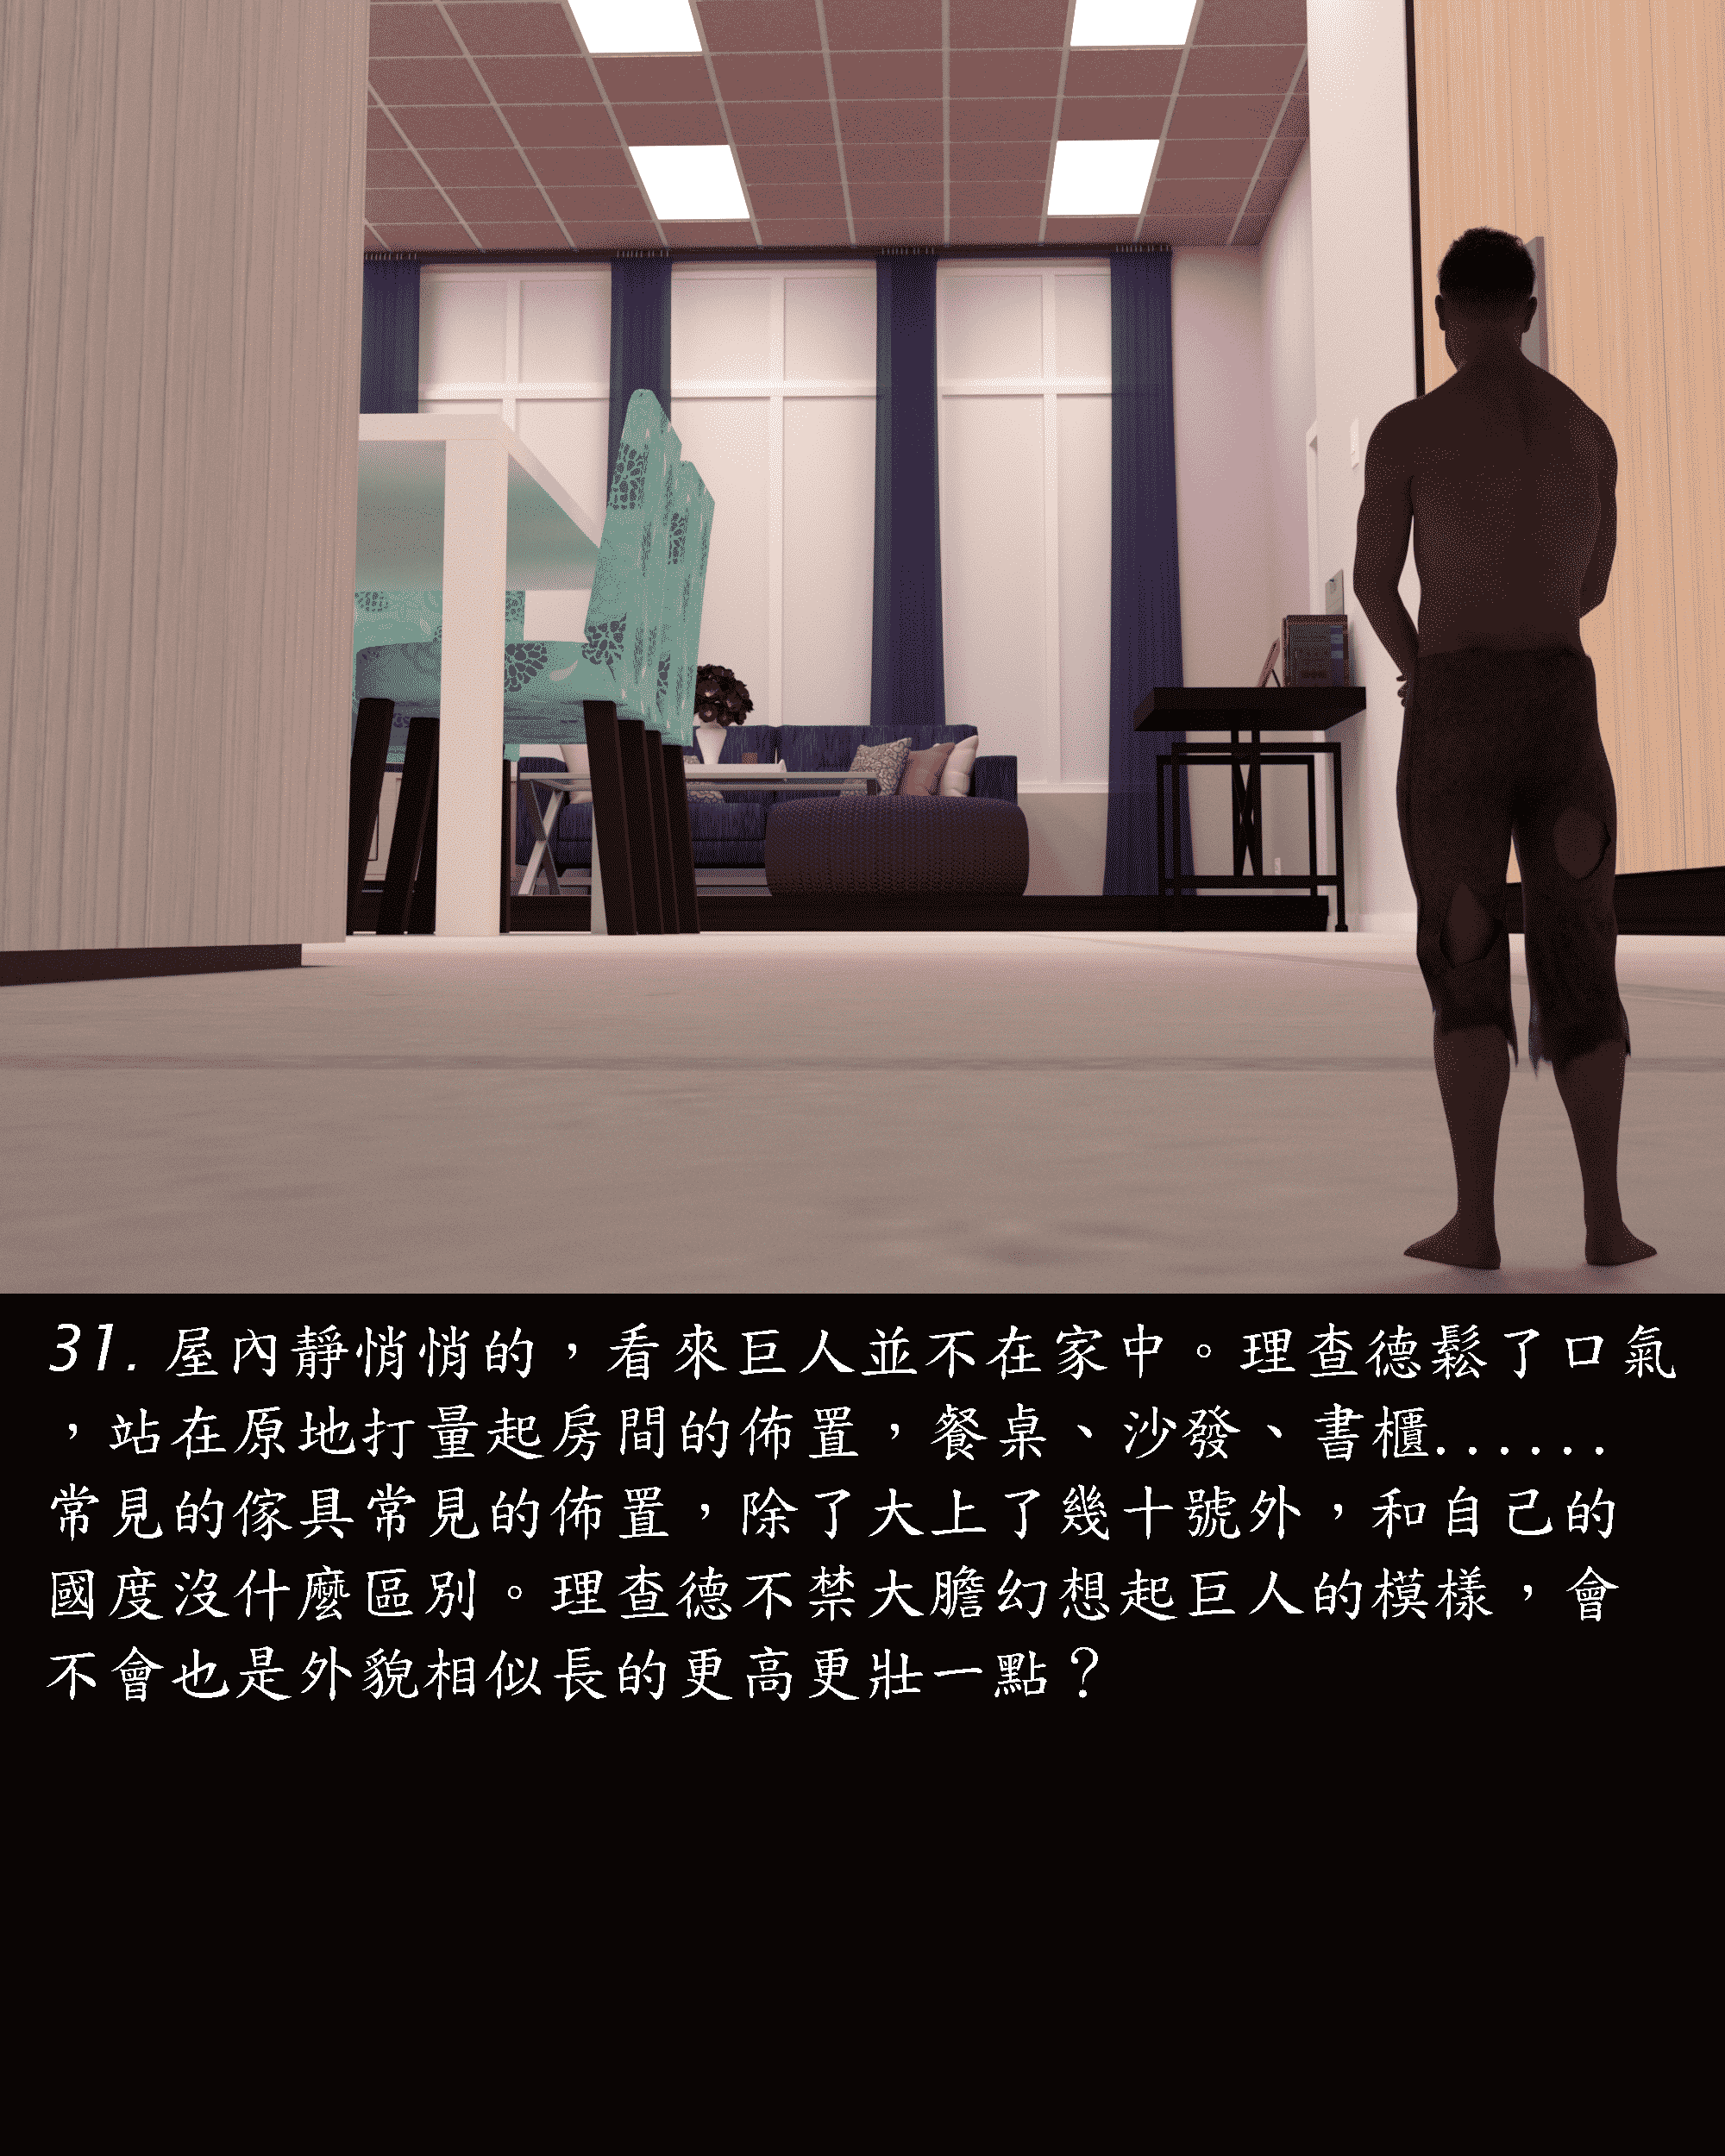 31. 屋內靜悄悄的，看來巨人並不在家中。理查德鬆了口氣
，站在原地打量起房間的佈置，餐桌、沙發、書櫃......
常見的傢具常見的佈置，除了大上了幾十號外，和自己的
國度沒什麼區別。理查德不禁大膽幻想起巨人的模樣，會
不會也是外貌相似長的更高更壯一點？